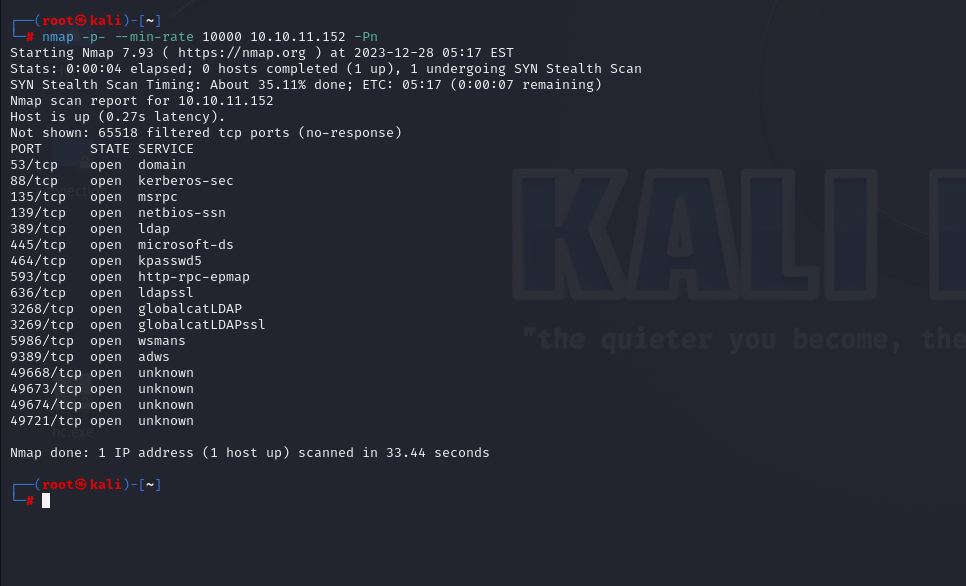 ┌──(root㉿kali)-[~]
└─# nmap -p- --min-rate 10000 10.10.11.152 -Pn
Starting Nmap 7.93 ( https://nmap.org ) at 2023-12-28 05:17 EST
Stats: 0:00:04 elapsed; 0 hosts completed (1 up), 1 undergoing SYN Stealth Scan
SYN Stealth Scan Timing: About 35.11% done; ETC: 05:17 (0:00:07 remaining)
Nmap scan report for 10.10.11.152
Host is up (0.27s latency).
Not shown: 65518 filtered tcp ports (no-response)
PORT      STATE SERVICE
53/tcp    open  domain
88/tcp    open  kerberos-sec
135/tcp   open  msrpc
139/tcp   open  netbios-ssn
389/tcp   open  ldap
445/tcp   open  microsoft-ds
464/tcp   open  kpasswd5
593/tcp   open  http-rpc-epmap
636/tcp   open  ldapssl
3268/tcp  open  globalcatLDAP
3269/tcp  open  globalcatLDAPssl
5986/tcp  open  wsmans
9389/tcp  open  adws
49668/tcp open  unknown
49673/tcp open  unknown
49674/tcp open  unknown
49721/tcp open  unknown
Nmap done: 1 IP address (1 host up) scanned in 33.44 seconds
┌──(root㉿kali)-[~]
└─#
KALI
"the quieter you become, the
nc.exe